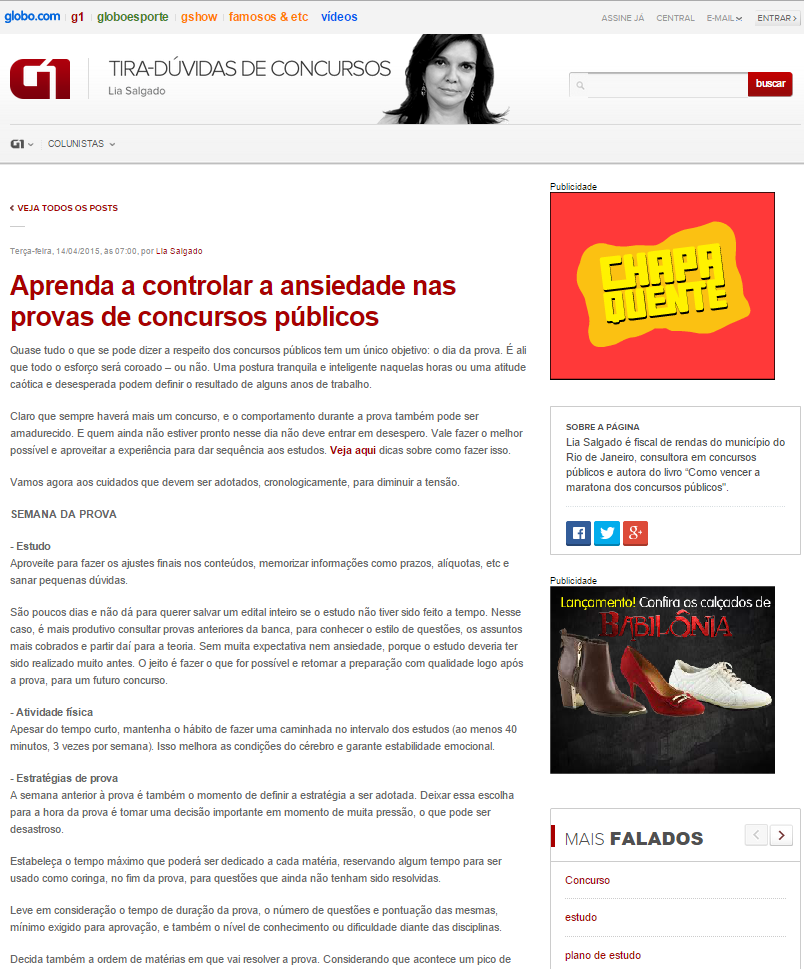 globo.com g1 globoesporte gshow famosos & etc vídeos
ASSINE JÁ CENTRAL E-MAIL ENTRAR
G1
TIRA-DÚVIDAS DE CONCURSOS
Lia Salgado
buscar
G1 COLUNISTAS
VEJA TODOS OS POSTS
Terça-feira, 14/04/2015, às 07:00, por Lia Salgado
Aprenda a controlar a ansiedade nas
provas de concursos públicos
Quase tudo o que se pode dizer a respeito dos concursos públicos tem um único objetivo: o dia da prova. É ali
que todo o esforço será coroado – ou não. Uma postura tranquila e inteligente naquelas horas ou uma atitude
caótica e desesperada podem definir o resultado de alguns anos de trabalho.
Claro que sempre haverá mais um concurso, e o comportamento durante a prova também pode ser
amadurecido. E quem ainda não estiver pronto nesse dia não deve entrar em desespero. Vale fazer o melhor
possível e aproveitar a experiência para dar sequência aos estudos. Veja aqui dicas sobre como fazer isso.
Vamos agora aos cuidados que devem ser adotados, cronologicamente, para diminuir a tensão.
SEMANA DA PROVA
- Estudo
Aproveite para fazer os ajustes finais nos conteúdos, memorizar informações como prazos, alíquotas, etc e
sanar pequenas dúvidas.
São poucos dias e não dá para querer salvar um edital inteiro se o estudo não tiver sido feito a tempo. Nesse
caso, é mais produtivo consultar provas anteriores da banca, para conhecer o estilo de questões, os assuntos
mais cobrados e partir daí para a teoria. Sem muita expectativa nem ansiedade, porque o estudo deveria ter
sido realizado muito antes. O jeito é fazer o que for possível e retomar a preparação com qualidade logo após
a prova, para um futuro concurso.
- Atividade física
Apesar do tempo curto, mantenha o hábito de fazer uma caminhada no intervalo dos estudos (ao menos 40
minutos, 3 vezes por semana). Isso melhora as condições do cérebro e garante estabilidade emocional.
- Estratégias de prova
A semana anterior à prova é também o momento de definir a estratégia a ser adotada. Deixar essa escolha
para a hora da prova é tomar uma decisão importante em momento de muita pressão, o que pode ser
desastroso.
Estabeleça o tempo máximo que poderá ser dedicado a cada matéria, reservando algum tempo para ser
usado como coringa, no fim da prova, para questões que ainda não tenham sido resolvidas.
Leve em consideração o tempo de duração da prova, o número de questões e pontuação das mesmas,
mínimo exigido para aprovação, e também o nível de conhecimento ou dificuldade diante das disciplinas.
Decida também a ordem de matérias em que vai resolver a prova. Considerando que acontece um pico de
Publicidade
CHAPA
QUENTE
SOBRE A PÁGINA
Lia Salgado é fiscal de rendas do município do
Rio de Janeiro, consultora em concursos
públicos e autora do livro “Como vencer a
maratona dos concursos públicos”.
Publicidade
Lançamento! Confira os calçados de
BABILÔNIA
MAIS FALADOS
Concurso
estudo
plano de estudo